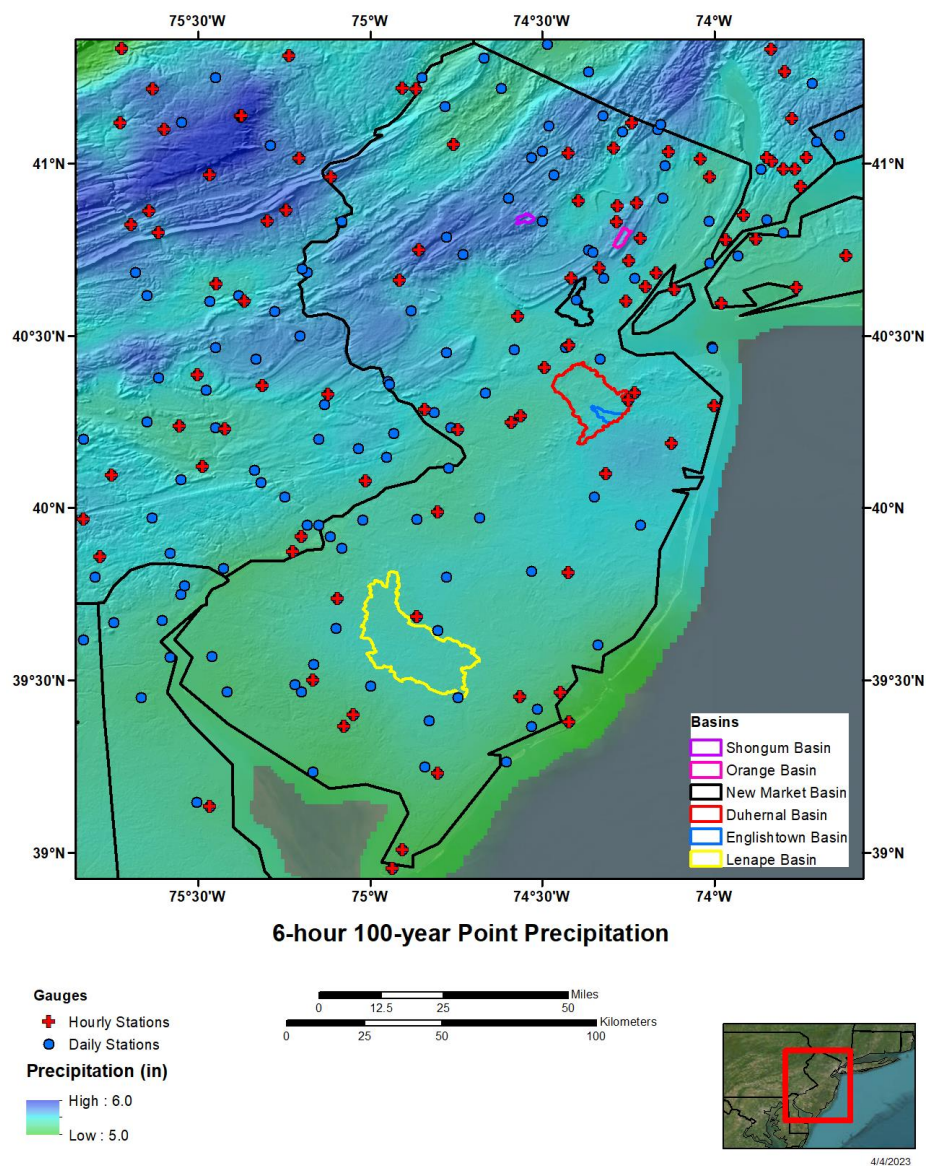 75°30'W 75°W 74°30'W 74°W
41°N 41°N
40°30'N 40°30'N
40°N 40°N
39°30'N 39°30'N
39°N 39°N
Basins
Shongum Basin
Orange Basin
New Market Basin
Duhernal Basin
Englishtown Basin
Lenape Basin
75°30'W 75°W 74°30'W 74°W
6-hour 100-year Point Precipitation
Gauges
Hourly Stations
Daily Stations
Precipitation (in)
High : 6.0
Low : 5.0
Miles
0 12.5 25 50
Kilometers
0 25 50 100
4/4/2023